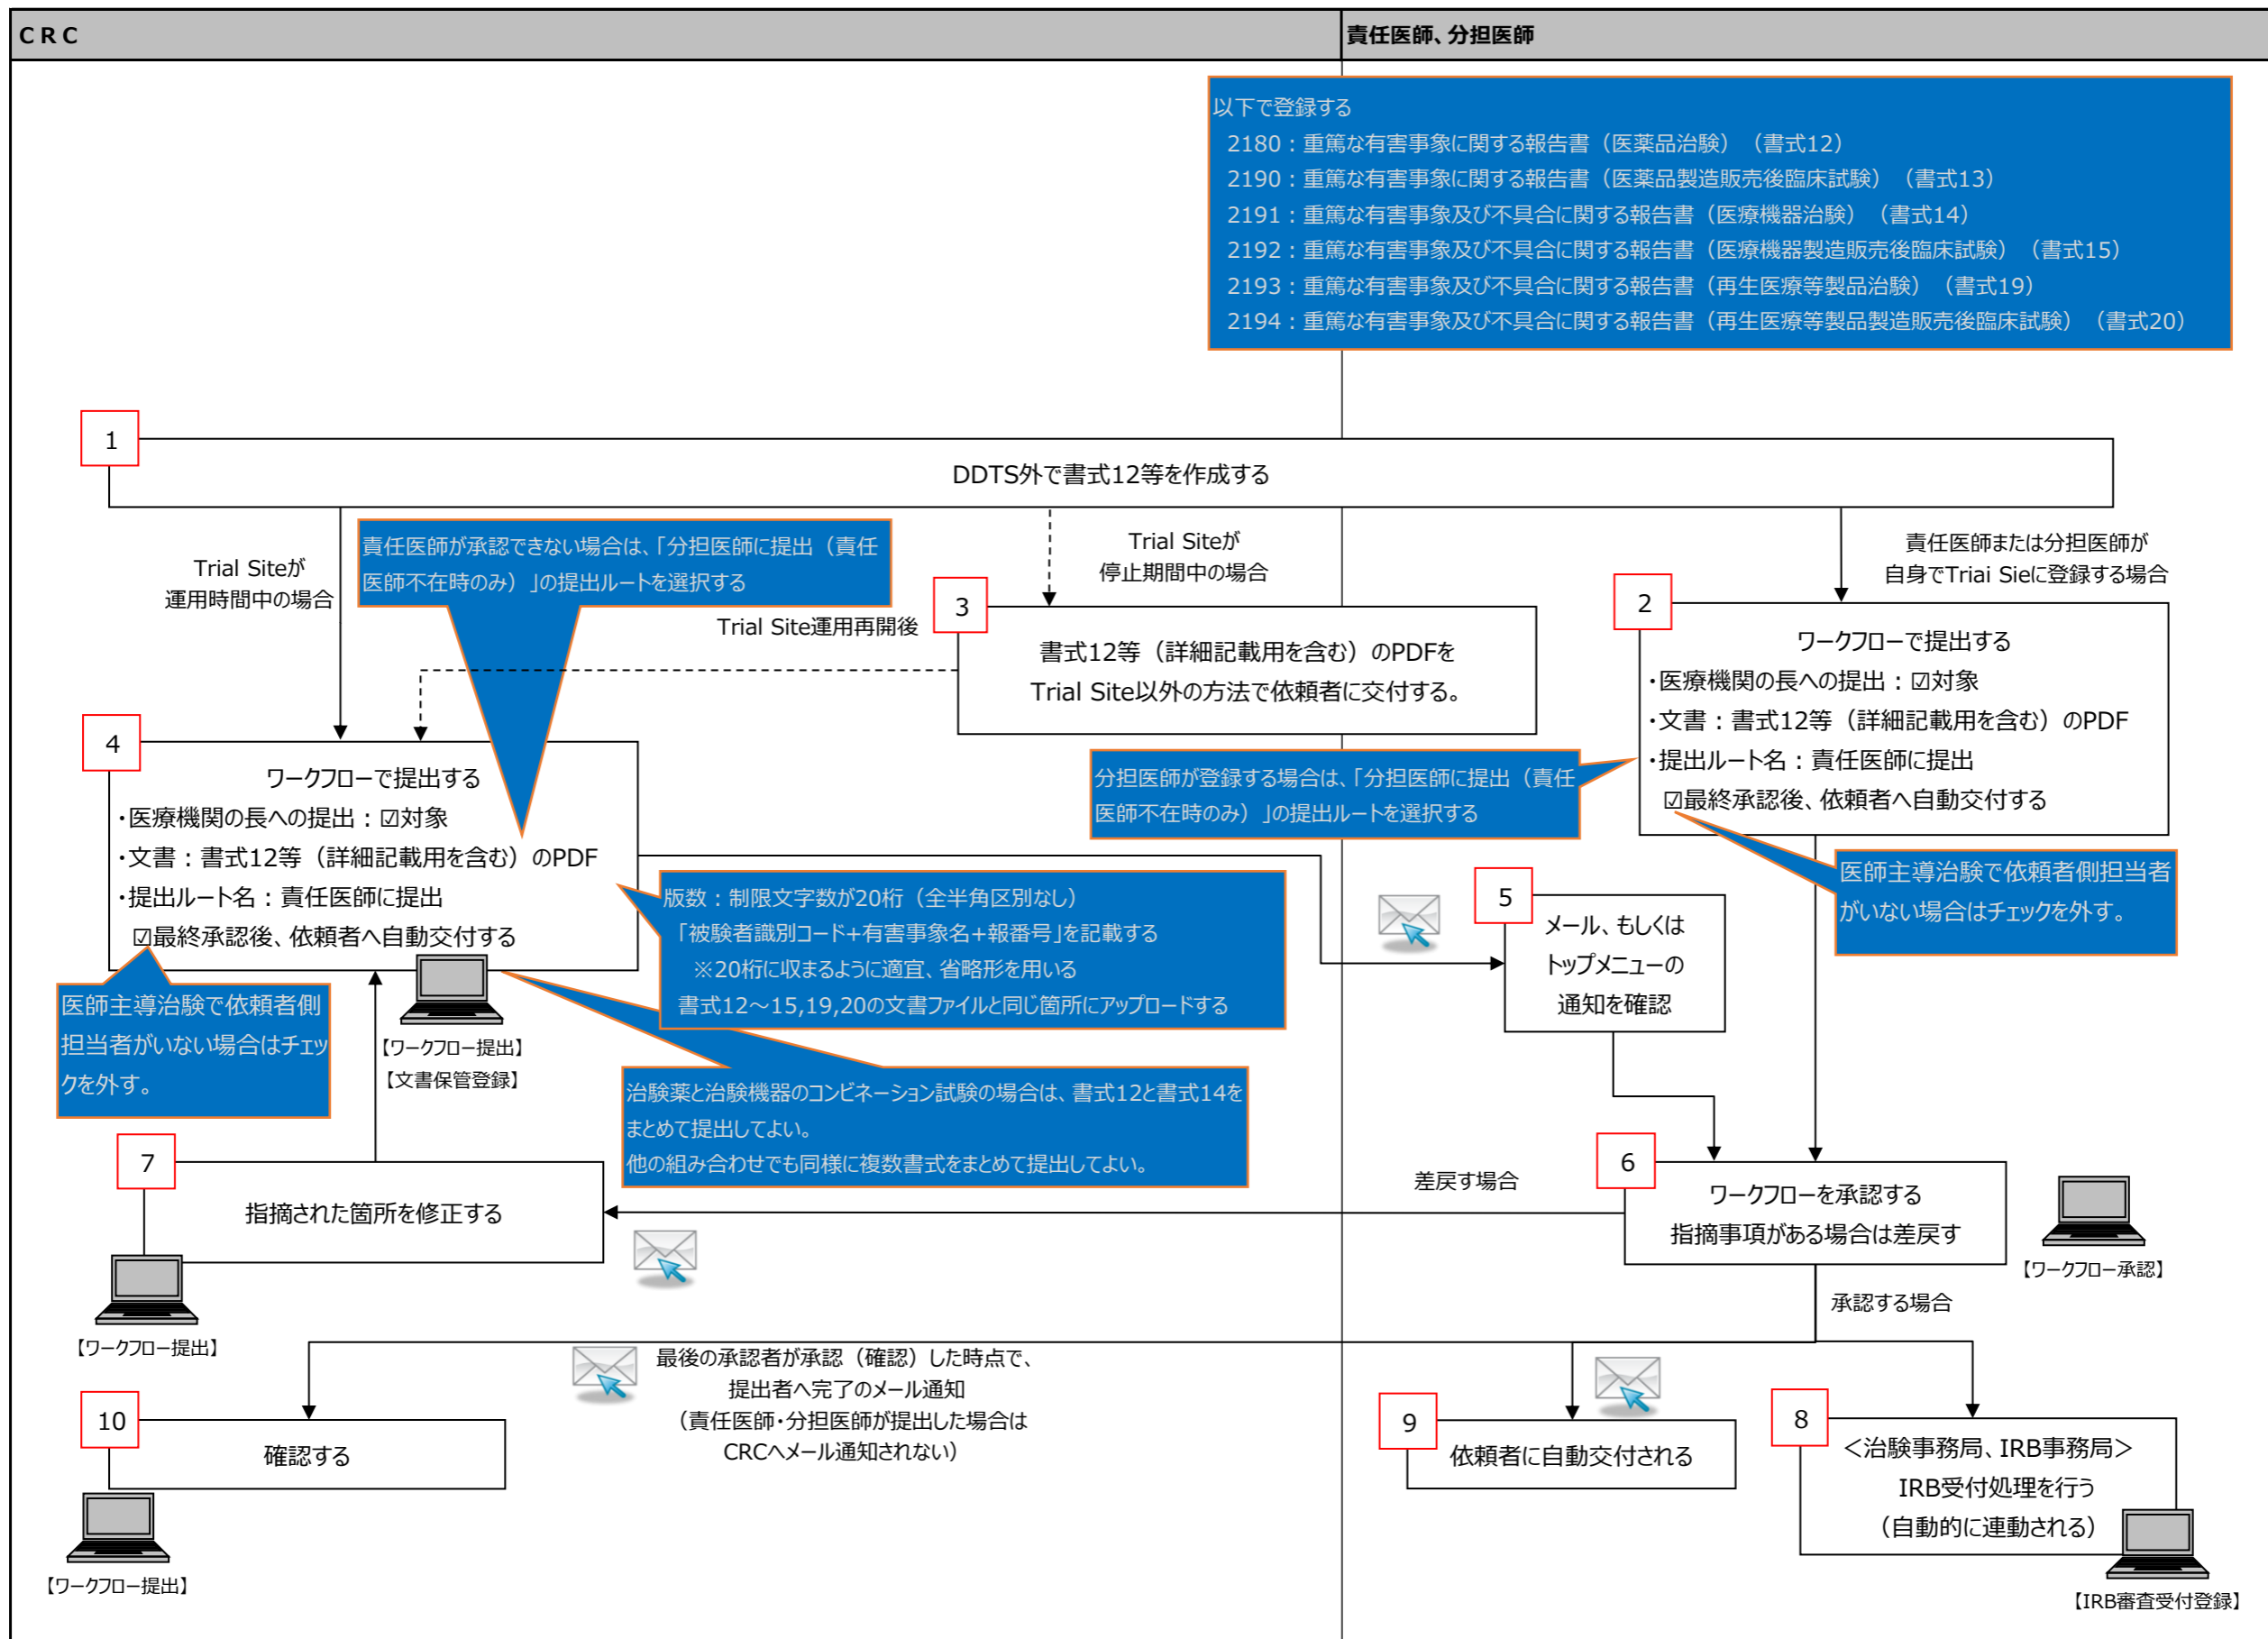 ＣＲＣ
責任医師、分担医師
以下で登録する
2180：重篤な有害事象に関する報告書（医薬品治験）（書式12）
2190：重篤な有害事象に関する報告書（医薬品製造販売後臨床試験）（書式13）
2191：重篤な有害事象及び不具合に関する報告書（医療機器治験）（書式14）
2192：重篤な有害事象及び不具合に関する報告書（医療機器製造販売後臨床試験）（書式15）
2193：重篤な有害事象及び不具合に関する報告書（再生医療等製品治験）（書式19）
2194：重篤な有害事象及び不具合に関する報告書（再生医療等製品製造販売後臨床試験）（書式20）
1
DDTS外で書式12等を作成する
Trial Siteが
運用時間中の場合
責任医師が承認できない場合は、「分担医師に提出（責任
医師不在時のみ）」の提出ルートを選択する
Trial Siteが
停止期間中の場合
責任医師または分担医師が
自身でTriai Sieに登録する場合
Trial Site運用再開後
3
書式12等（詳細記載用を含む）のPDFを
Trial Site以外の方法で依頼者に交付する。
2
ワークフローで提出する
・医療機関の長への提出：☑対象
・文書：書式12等（詳細記載用を含む）のPDF
・提出ルート名：責任医師に提出
☑最終承認後、依頼者へ自動交付する
4
ワークフローで提出する
・医療機関の長への提出：☑対象
・文書：書式12等（詳細記載用を含む）のPDF
・提出ルート名：責任医師に提出
☑最終承認後、依頼者へ自動交付する
分担医師が登録する場合は、「分担医師に提出（責任
医師不在時のみ）」の提出ルートを選択する
医師主導治験で依頼者側担当者
がいない場合はチェックを外す。
版数：制限文字数が20桁（全半角区別なし）
「被験者識別コード+有害事象名+報番号」を記載する
※20桁に収まるように適宜、省略形を用いる
書式12～15,19,20の文書ファイルと同じ箇所にアップロードする
5
メール、もしくは
トップメニューの
通知を確認
医師主導治験で依頼者側
担当者がいない場合はチェッ
クを外す。
【ワークフロー提出】
【文書保管登録】
治験薬と治験機器のコンビネーション試験の場合は、書式12と書式14を
まとめて提出してよい。
他の組み合わせでも同様に複数書式をまとめて提出してよい。
7
指摘された箇所を修正する
【ワークフロー提出】
差戻す場合
6
ワークフローを承認する
指摘事項がある場合は差戻す
【ワークフロー承認】
承認する場合
最後の承認者が承認（確認）した時点で、
提出者へ完了のメール通知
（責任医師・分担医師が提出した場合は
CRCへメール通知されない）
10
確認する
【ワークフロー提出】
9
依頼者に自動交付される
8
＜治験事務局、IRB事務局＞
IRB受付処理を行う
（自動的に連動される）
【IRB審査受付登録】